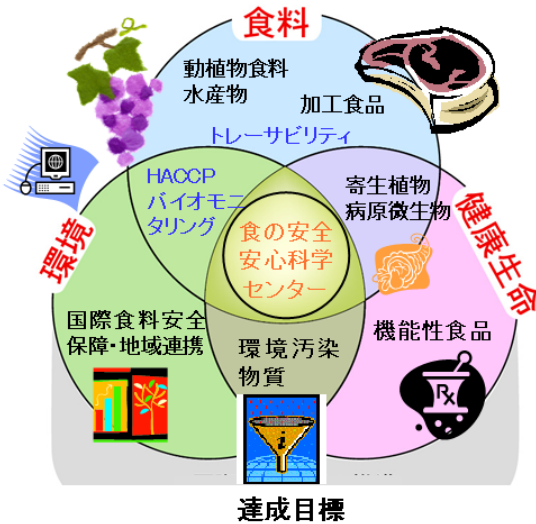 食料
動植物食料
水産物
加工食品
トレーサビリティ
HACCP
バイオモニ
タリング
寄生植物
病原微生物
環境
健康生命
食の安全
安心科学
センター
国際食料安全
保障・地域連携
環境汚染
物質
機能性食品
Rx
i
達成目標